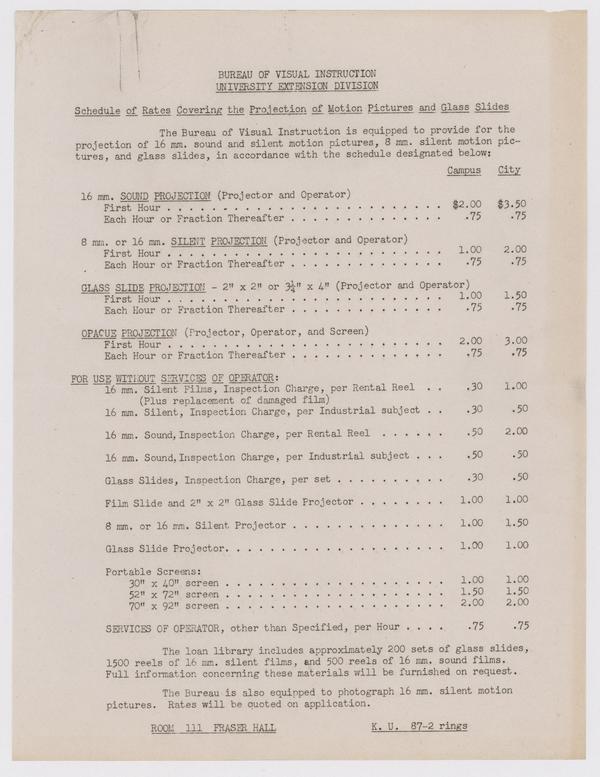 BUREAU OF VISUAL INSTRUCTION
UNIVERSITY EXTENSION DIVISION
Schedule of Rates Covering the Projection of Motion Pictures and Glass Slides
The Bureau of Visual Instruction is equipped to provide for the
projection of 16 mm. sound and silent motion pictures, 8 mm. silent motion pic-
tures, and glass slides, in accordance with the schedule designated below:
Campus City
16 mm. SOUND PROJECTION (Projector and Operator)
First Hour . . . . . . . . . . . . . . . . . . . . . . . . . $2.00 $3.50
Each Hour or Fraction Thereafter . . . . . . . . . . . . . . .75 .75
8 mm. or 16 mm. SILENT PROJECTION (Projector and Operator)
First Hour . . . . . . . . . . . . . . . . . . . . . . . . . 1.00 2.00
Each Hour or Fraction Thereafter . . . . . . . . . . . . . . .75 .75
GLASS SLIDE PROJECTION - 2" x 2" or 3¼" x 4" (Projector and Operator)
First Hour . . . . . . . . . . . . . . . . . . . . . . . . . 1.00 1.50
Each Hour or Fraction Thereafter . . . . . . . . . . . . . . .75 .75
OPAQUE PROJECTION (Projector, Operator, and Screen)
First Hour . . . . . . . . . . . . . . . . . . . . . . . . . 2.00 3.00
Each Hour or Fraction Thereafter . . . . . . . . . . . . . . .75 .75
FOR USE WITHOUT SERVICES OF OPERATOR:
16 mm. Silent Films, Inspection Charge, per Rental Reel . . .30 1.00
(Plus replacement of damaged film)
16 mm. Silent, Inspection Charge, per Industrial subject . . .30 .50
16 mm. Sound, Inspection Charge, per Rental Reel . . . . . . .50 2.00
16 mm. Sound, Inspection Charge, per Industrial subject . . . .50 .50
Glass Slides, Inspection Charge, per set . . . . . . . . . . .30 .50
Film Slide and 2" x 2" Glass Slide Projector . . . . . . . . 1.00 1.00
8 mm. or 16 mm. Silent Projector . . . . . . . . . . . . . . 1.00 1.50
Glass Slide Projector. . . . . . . . . . . . . . . . . . . . 1.00 1.00
Portable Screens:
30" x 40" screen . . . . . . . . . . . . . . . . . . . . 1.00 1.00
52" x 72" screen . . . . . . . . . . . . . . . . . . . . 1.50 1.50
70" x 92" screen . . . . . . . . . . . . . . . . . . . . 2.00 2.00
SERVICES OF OPERATOR, other than Specified, per Hour . . . . .75 .75
The loan library includes approximately 200 sets of glass slides,
1500 reels of 16 mm. silent films, and 500 reels of 16 mm. sound films.
Full information concerning these materials will be furnished on request.
The Bureau is also equipped to photograph 16 mm. silent motion
pictures. Rates will be quoted on application.
ROOM 111 FRASER HALL K. U. 87-2 rings